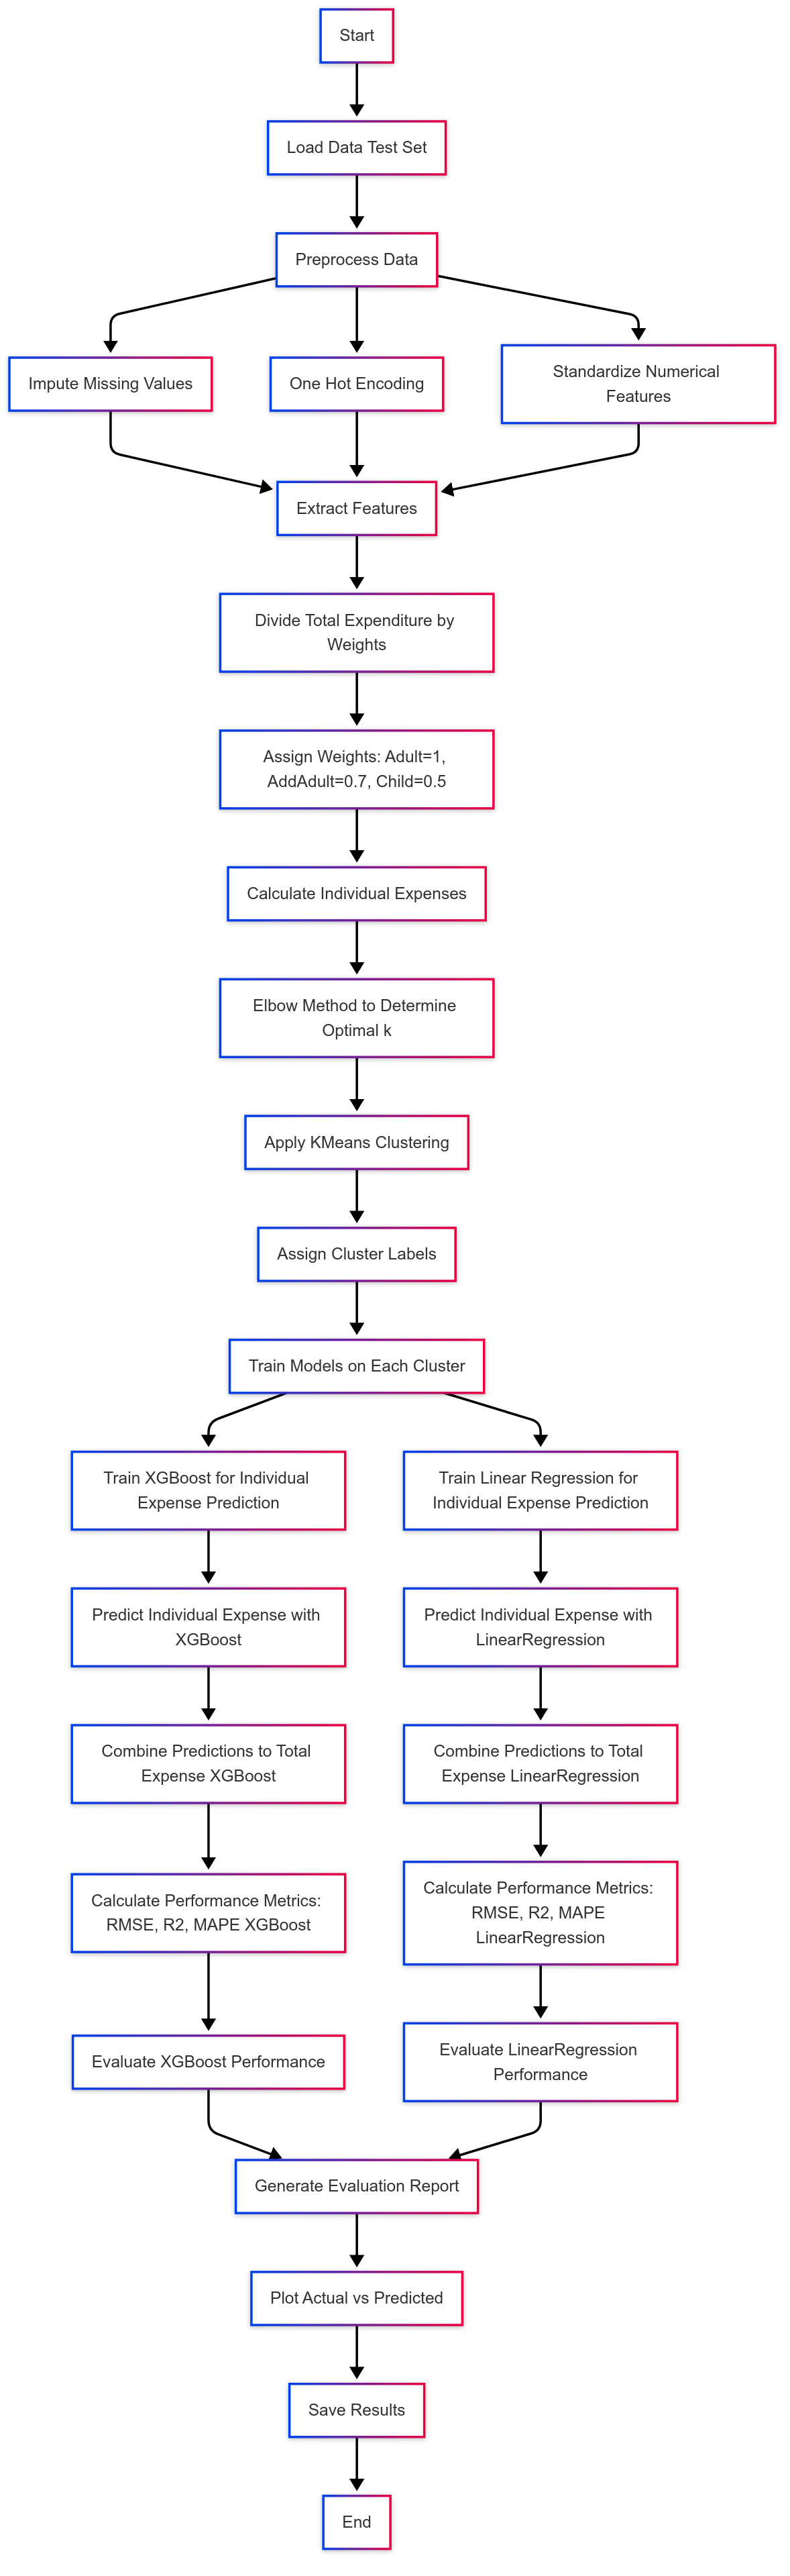 Start
Load Data Test Set
Preprocess Data
Impute Missing Values
One Hot Encoding
Standardize Numerical
Features
Extract Features
Divide Total Expenditure by
Weights
Assign Weights: Adult=1,
AddAdult=0.7, Child=0.5
Calculate Individual Expenses
Elbow Method to Determine
Optimal k
Apply KMeans Clustering
Assign Cluster Labels
Train Models on Each Cluster
Train XGBoost for Individual
Expense Prediction
Train Linear Regression for
Individual Expense Prediction
Predict Individual Expense with
XGBoost
Predict Individual Expense with
LinearRegression
Combine Predictions to Total
Expense XGBoost
Combine Predictions to Total
Expense LinearRegression
Calculate Performance Metrics:
RMSE, R2, MAPE XGBoost
Calculate Performance Metrics:
RMSE, R2, MAPE
LinearRegression
Evaluate XGBoost Performance
Evaluate LinearRegression
Performance
Generate Evaluation Report
Plot Actual vs Predicted
Save Results
End